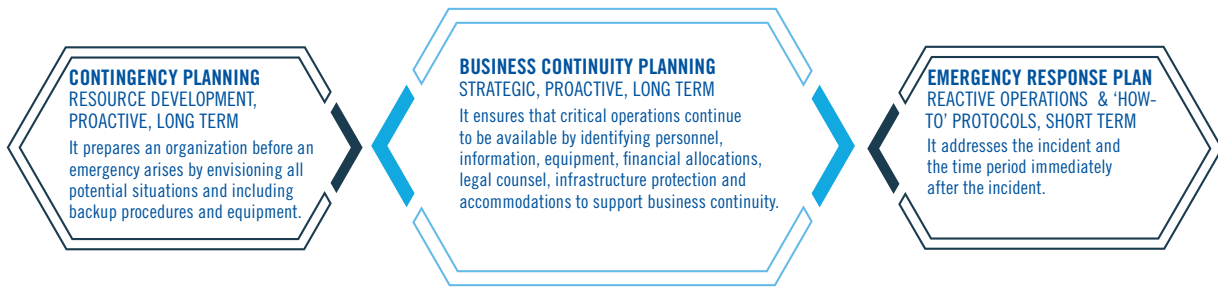 CONTINGENCY PLANNING
RESOURCE DEVELOPMENT,
PROACTIVE, LONG TERM
It prepares an organization before an
emergency arises by envisioning all
potential situations and including
backup procedures and equipment.
BUSINESS CONTINUITY PLANNING
STRATEGIC, PROACTIVE, LONG TERM
It ensures that critical operations continue
to be available by identifying personnel,
information, equipment, financial allocations,
legal counsel, infrastructure protection and
accommodations to support business continuity.
EMERGENCY RESPONSE PLAN
REACTIVE OPERATIONS & ‘HOW-
TO’ PROTOCOLS, SHORT TERM
It addresses the incident and
the time period immediately
after the incident.